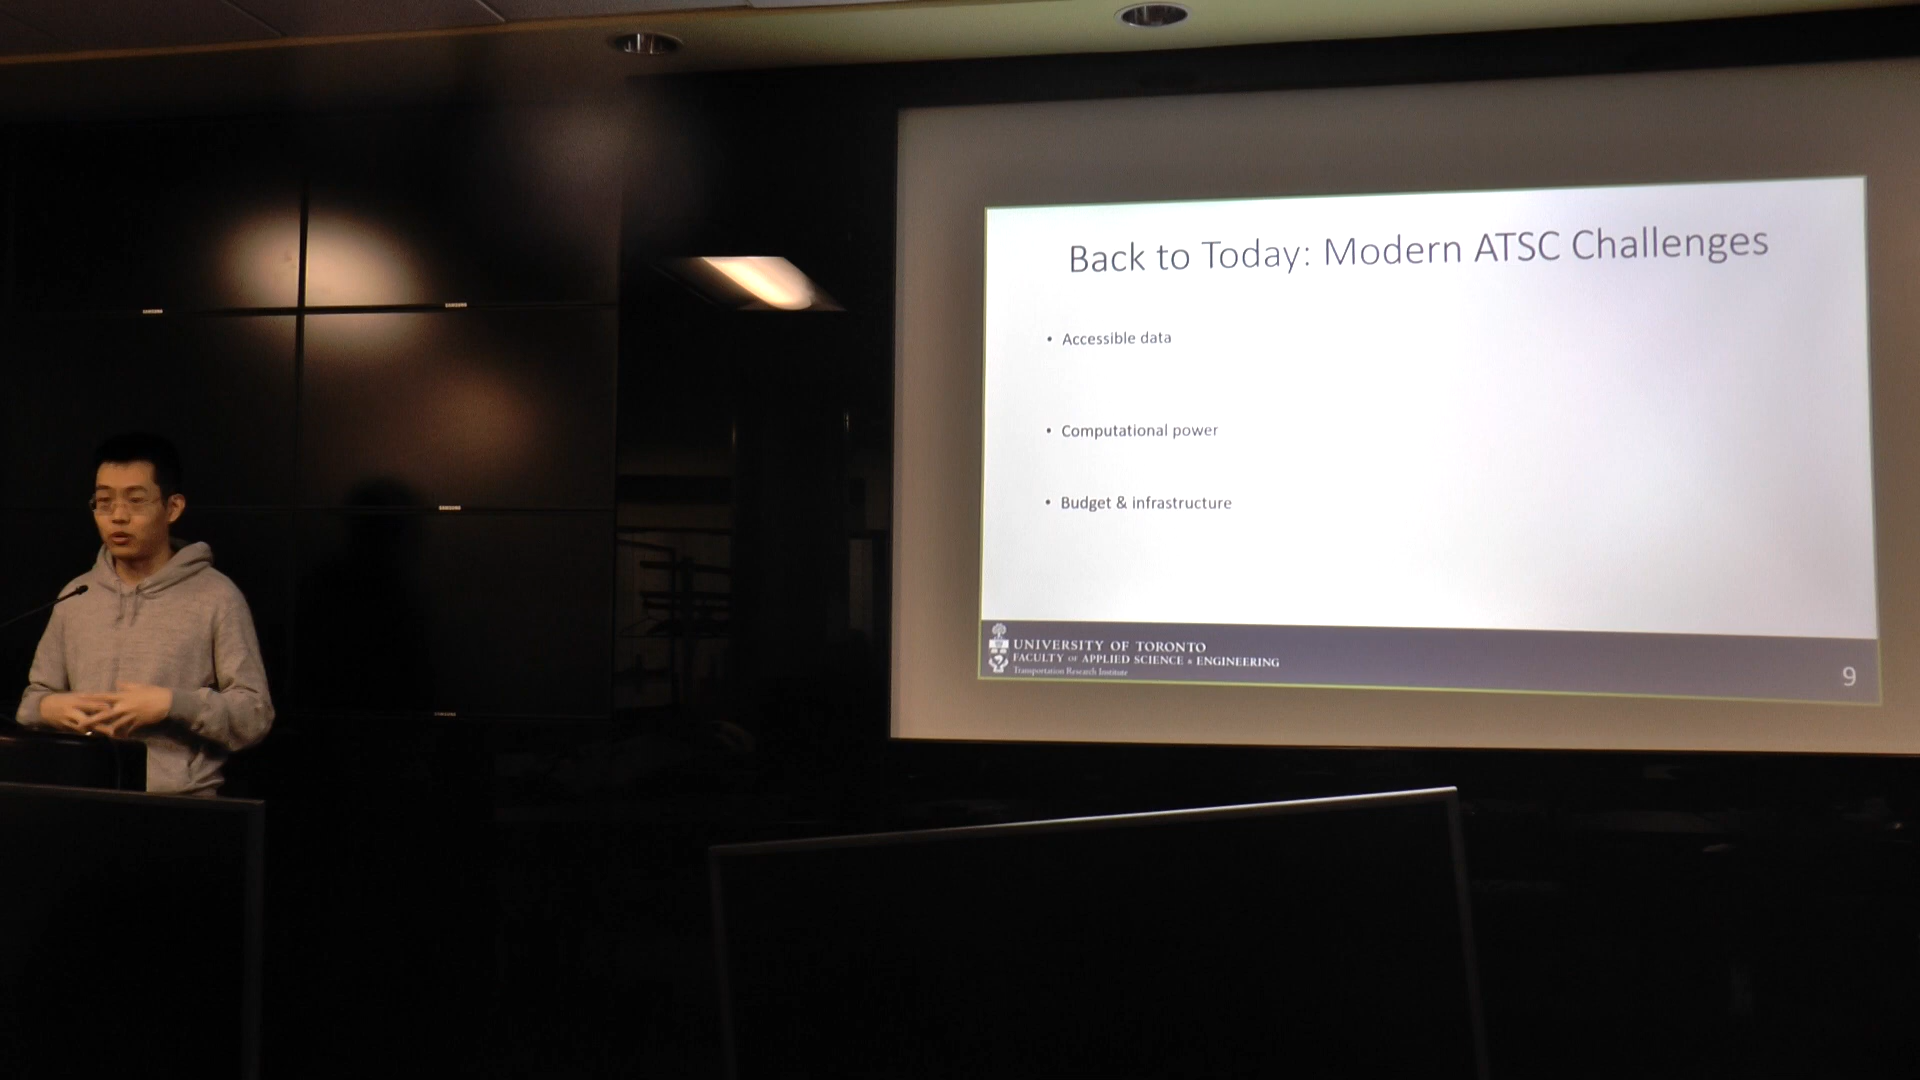 Back to Today: Modern ATSC Challenges
• Accessible data
• Computational power
• Budget & infrastructure
UNIVERSITY OF TORONTO
FACULTY OF APPLIED SCIENCE & ENGINEERING
Transportation Research Institute
9